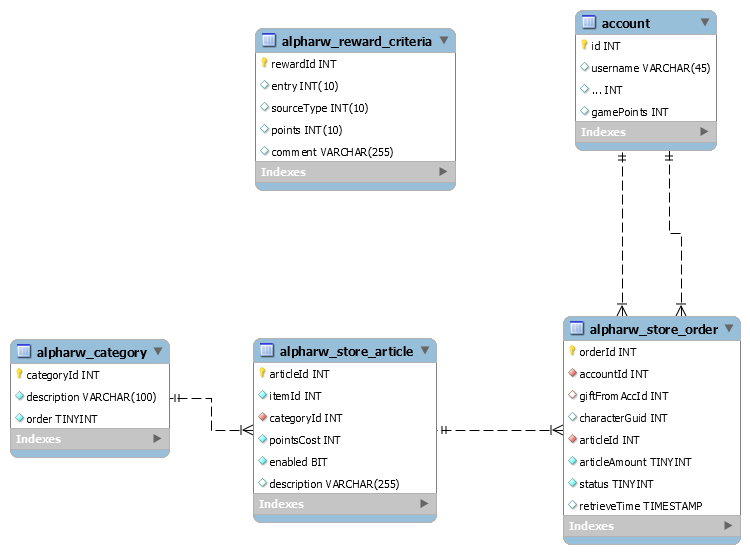 alpharw_reward_criteria
rewardId INT
entry INT(10)
sourceType INT(10)
points INT(10)
comment VARCHAR(255)
Indexes
account
id INT
username VARCHAR(45)
... INT
gamePoints INT
Indexes
alpharw_category
categoryId INT
description VARCHAR(100)
order TINYINT
Indexes
alpharw_store_article
articleId INT
itemId INT
categoryId INT
pointsCost INT
enabled BIT
description VARCHAR(255)
Indexes
alpharw_store_order
orderId INT
accountId INT
giftFromAccId INT
characterGuid INT
articleId INT
articleAmount TINYINT
status TINYINT
retrieveTime TIMESTAMP
Indexes